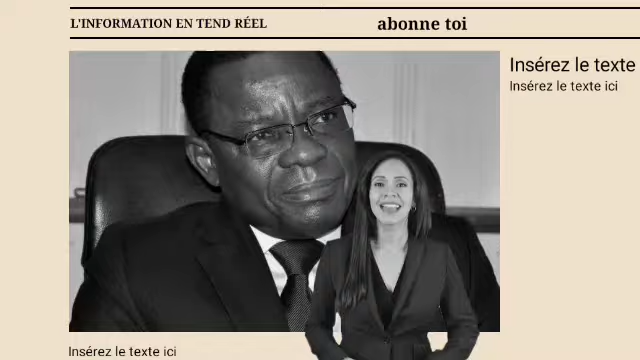 L'INFORMATION EN TEND RÉEL
abonne toi
Insérez le texte
Insérez le texte ici
Insérez le texte ici